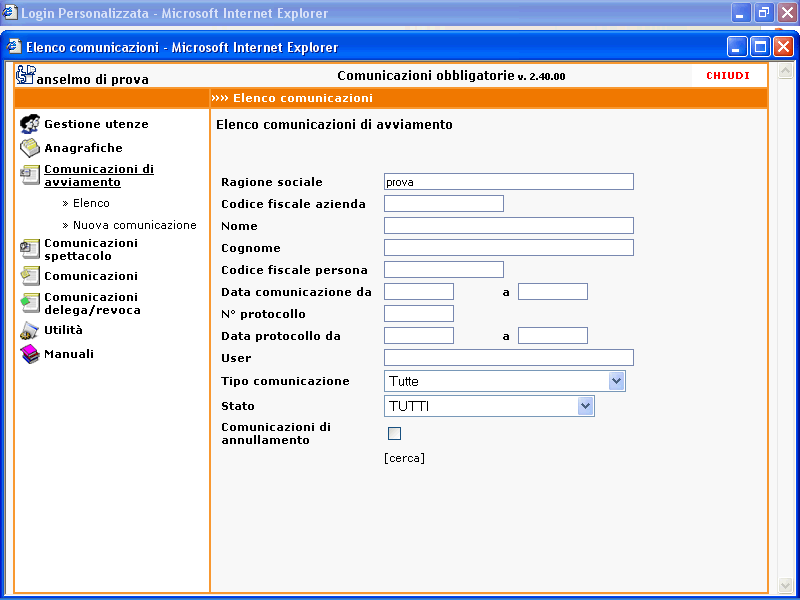 Login Personalizzata - Microsoft Internet Explorer
Elenco comunicazioni - Microsoft Internet Explorer
anselmo di prova
Comunicazioni obbligatorie v. 2.40.00
CHIUDI
»»» Elenco comunicazioni
Gestione utenze
Anagrafiche
Comunicazioni di
avviamento
» Elenco
» Nuova comunicazione
Comunicazioni
spettacolo
Comunicazioni
Comunicazioni
delega/revoca
Utilità
Manuali
Elenco comunicazioni di avviamento
Ragione sociale prova
Codice fiscale azienda
Nome
Cognome
Codice fiscale persona
Data comunicazione da a
N° protocollo
Data protocollo da a
User
Tipo comunicazione Tutte
Stato TUTTI
Comunicazioni di
annullamento
[cerca]